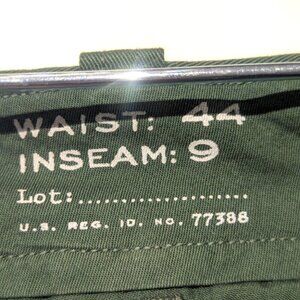 WAIST: 44
INSEAM: 9
Lot:.....................
U.S. REG. ID. NO. 77388